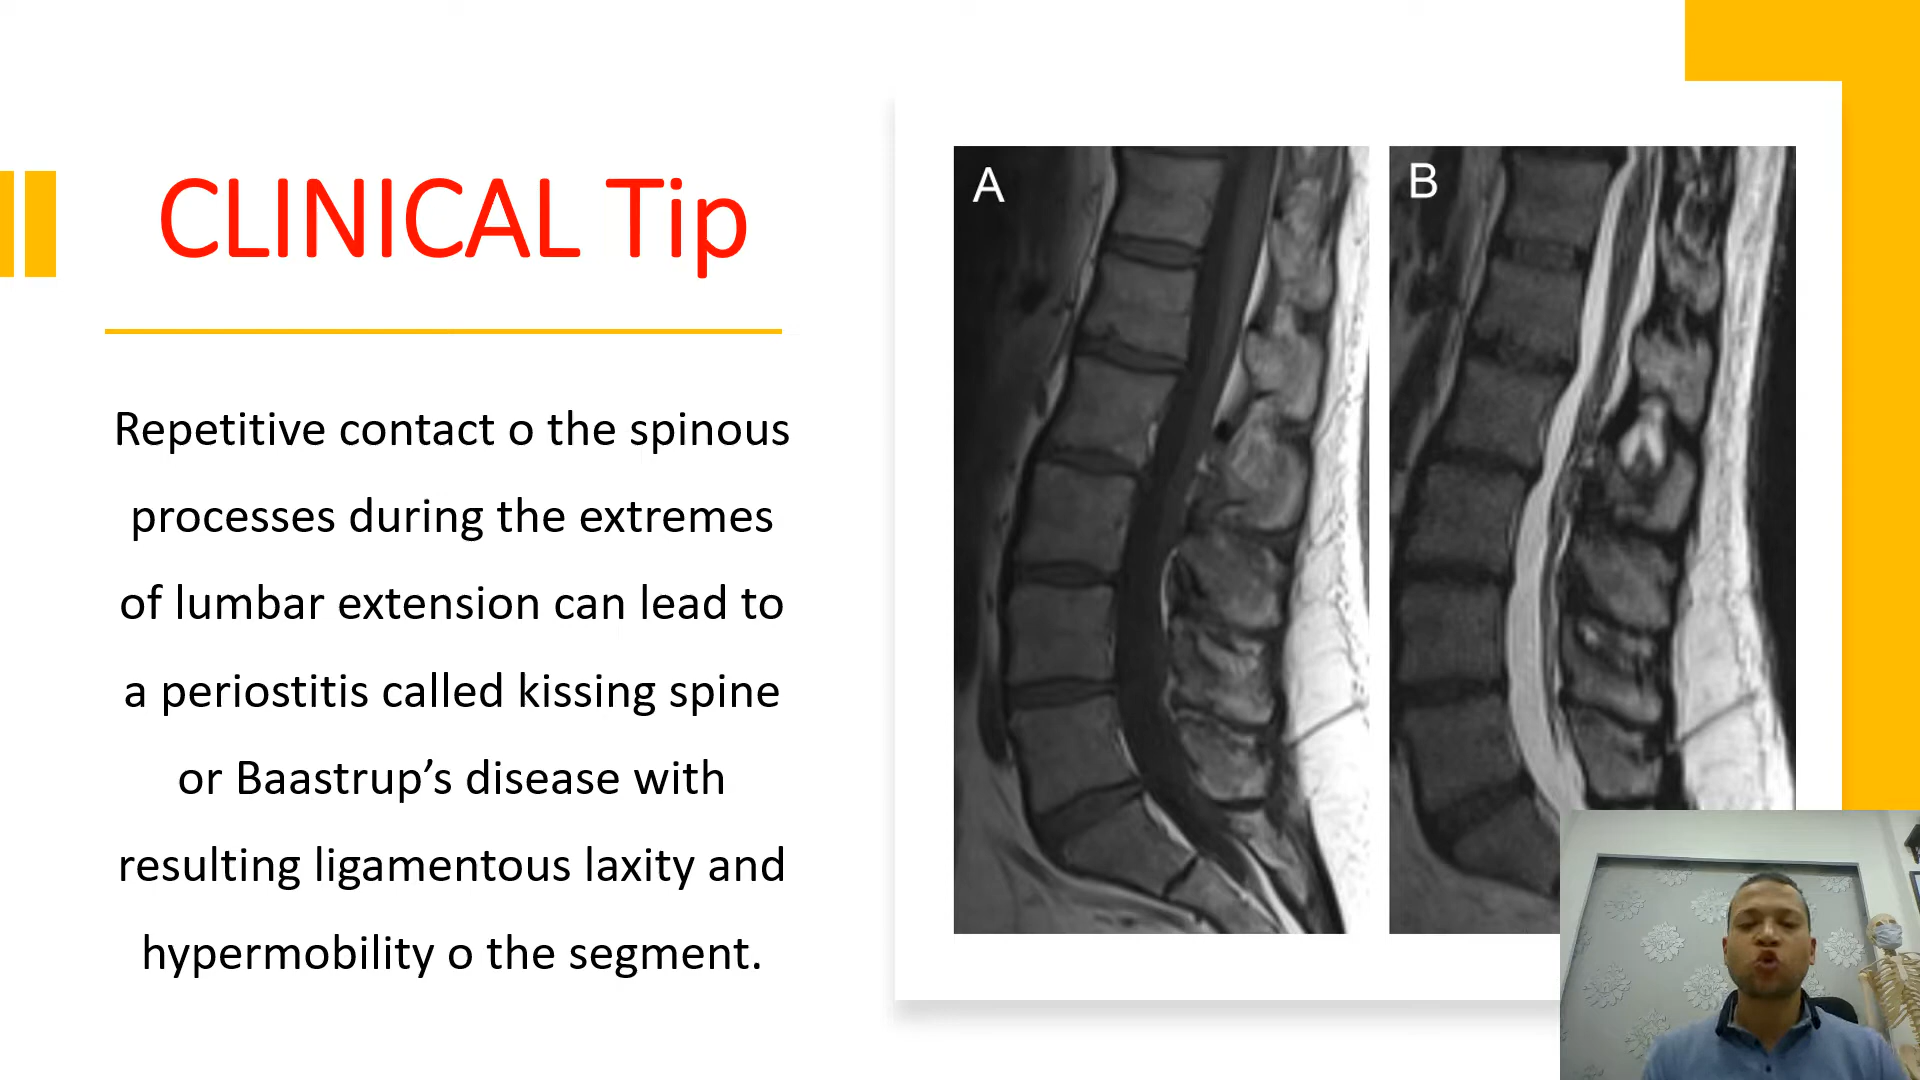 CLINICAL Tip
Repetitive contact o the spinous
processes during the extremes
of lumbar extension can lead to
a periostitis called kissing spine
or Baastrup’s disease with
resulting ligamentous laxity and
hypermobility o the segment.
A
B